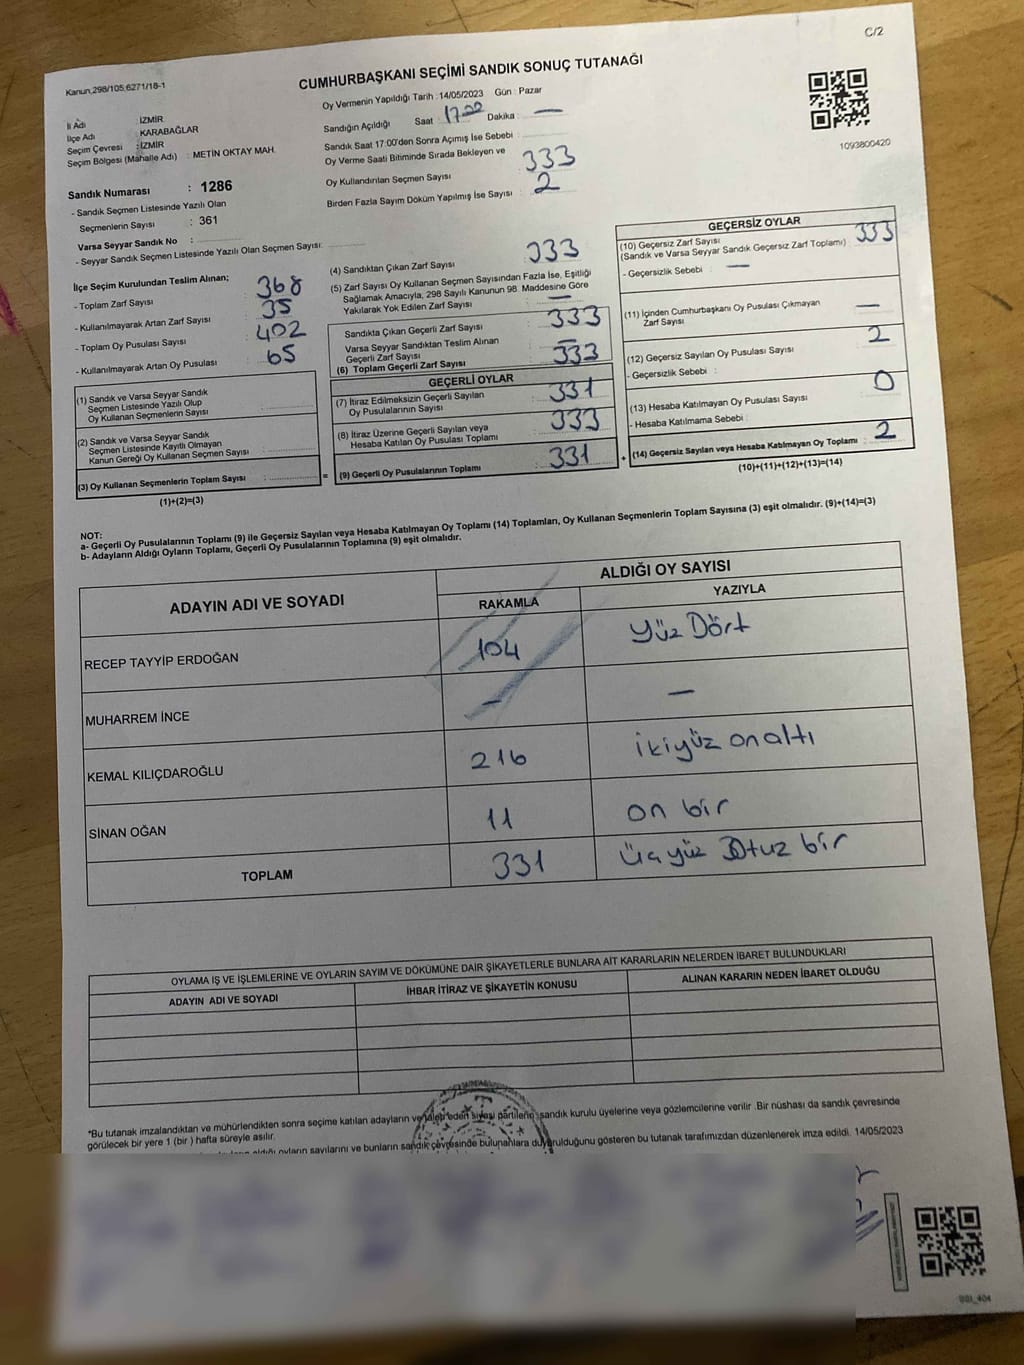 C/2
Kanun,298/105;6271/18-1
CUMHURBAŞKANI SEÇİMİ SANDIK SONUÇ TUTANAĞI
İl Adı : İZMİR
İlçe Adı : KARABAĞLAR
Seçim Çevresi : İZMİR
Seçim Bölgesi (Mahalle Adı) : METİN OKTAY MAH.
Sandık Numarası : 1286
- Sandık Seçmen Listesinde Yazılı Olan
Seçmenlerin Sayısı : 361
Varsa Seyyar Sandık No :
- Seyyar Sandık Seçmen Listesinde Yazılı Olan Seçmen Sayısı:
Oy Vermenin Yapıldığı Tarih : 14/05/2023 Gün : Pazar
Sandığın Açıldığı Saat : 17.00 Dakika : —
Sandık Saat 17:00'den Sonra Açımış İse Sebebi :
Oy Verme Saati Bitiminde Sırada Bekleyen ve
Oy Kullandırılan Seçmen Sayısı : 333
Birden Fazla Sayım Döküm Yapılmış İse Sayısı : 2
1093800420
İlçe Seçim Kurulundan Teslim Alınan;
- Toplam Zarf Sayısı : 368
- Kullanılmayarak Artan Zarf Sayısı : 35
- Toplam Oy Pusulası Sayısı : 402
- Kullanılmayarak Artan Oy Pusulası : 65
(1) Sandık ve Varsa Seyyar Sandık
Seçmen Listesinde Yazılı Olup
Oy Kullanan Seçmenlerin Sayısı :
(2) Sandık ve Varsa Seyyar Sandık
Seçmen Listesinde Kayıtlı Olmayan
Kanun Gereği Oy Kullanan Seçmen Sayısı :
(3) Oy Kullanan Seçmenlerin Toplam Sayısı :
(1)+(2)=(3)
=
(4) Sandıktan Çıkan Zarf Sayısı : 333
(5) Zarf Sayısı Oy Kullanan Seçmen Sayısından Fazla İse, Eşitliği
Sağlamak Amacıyla, 298 Sayılı Kanunun 98. Maddesine Göre
Yakılarak Yok Edilen Zarf Sayısı : —
Sandıkta Çıkan Geçerli Zarf Sayısı : 333
Varsa Seyyar Sandıktan Teslim Alınan
Geçerli Zarf Sayısı : —
(6) Toplam Geçerli Zarf Sayısı : 333
GEÇERLİ OYLAR
(7) İtiraz Edilmeksizin Geçerli Sayılan
Oy Pusulalarının Sayısı : 331
(8) İtiraz Üzerine Geçerli Sayılan veya
Hesaba Katılan Oy Pusulası Toplamı : 333
(9) Geçerli Oy Pusulalarının Toplamı : 331
+
GEÇERSİZ OYLAR
(10) Geçersiz Zarf Sayısı
(Sandık ve Varsa Seyyar Sandık Geçersiz Zarf Toplamı) : 333
- Geçersizlik Sebebi : —
(11) İçinden Cumhurbaşkanı Oy Pusulası Çıkmayan
Zarf Sayısı : —
(12) Geçersiz Sayılan Oy Pusulası Sayısı : 2
- Geçersizlik Sebebi :
(13) Hesaba Katılmayan Oy Pusulası Sayısı : 0
- Hesaba Katılmama Sebebi :
(14) Geçersiz Sayılan veya Hesaba Katılmayan Oy Toplamı : 2
(10)+(11)+(12)+(13)=(14)
NOT:
a- Geçerli Oy Pusulalarının Toplamı (9) ile Geçersiz Sayılan veya Hesaba Katılmayan Oy Toplamı (14) Toplamları, Oy Kullanan Seçmenlerin Toplam Sayısına (3) eşit olmalıdır. (9)+(14)=(3)
b- Adayların Aldığı Oyların Toplamı, Geçerli Oy Pusulalarının Toplamına (9) eşit olmalıdır.
ADAYIN ADI VE SOYADI
ALDIĞI OY SAYISI
RAKAMLA YAZIYLA
RECEP TAYYİP ERDOĞAN 104 Yüz Dört
MUHARREM İNCE — —
KEMAL KILIÇDAROĞLU 216 ikiyüz onaltı
SİNAN OĞAN 11 on bir
TOPLAM 331 üçyüz Otuz bir
OYLAMA İŞ VE İŞLEMLERİNE VE OYLARIN SAYIM VE DÖKÜMÜNE DAİR ŞİKAYETLERLE BUNLARA AİT KARARLARIN NELERDEN İBARET BULUNDUKLARI
ADAYIN ADI VE SOYADI İHBAR İTİRAZ VE ŞİKAYETİN KONUSU ALINAN KARARIN NEDEN İBARET OLDUĞU
*Bu tutanak imzalandıktan ve mühürlendikten sonra seçime katılan adayların ve talep eden siyasi partilerin sandık kurulu üyelerine veya gözlemcilerine verilir .Bir nüshası da sandık çevresinde
görülecek bir yere 1 (bir ) hafta süreyle asılır.
aldığı oyların sayılarını ve bunların sandık çevresinde bulunanlara duyurulduğunu gösteren bu tutanak tarafımızdan düzenlenerek imza edildi. 14/05/2023